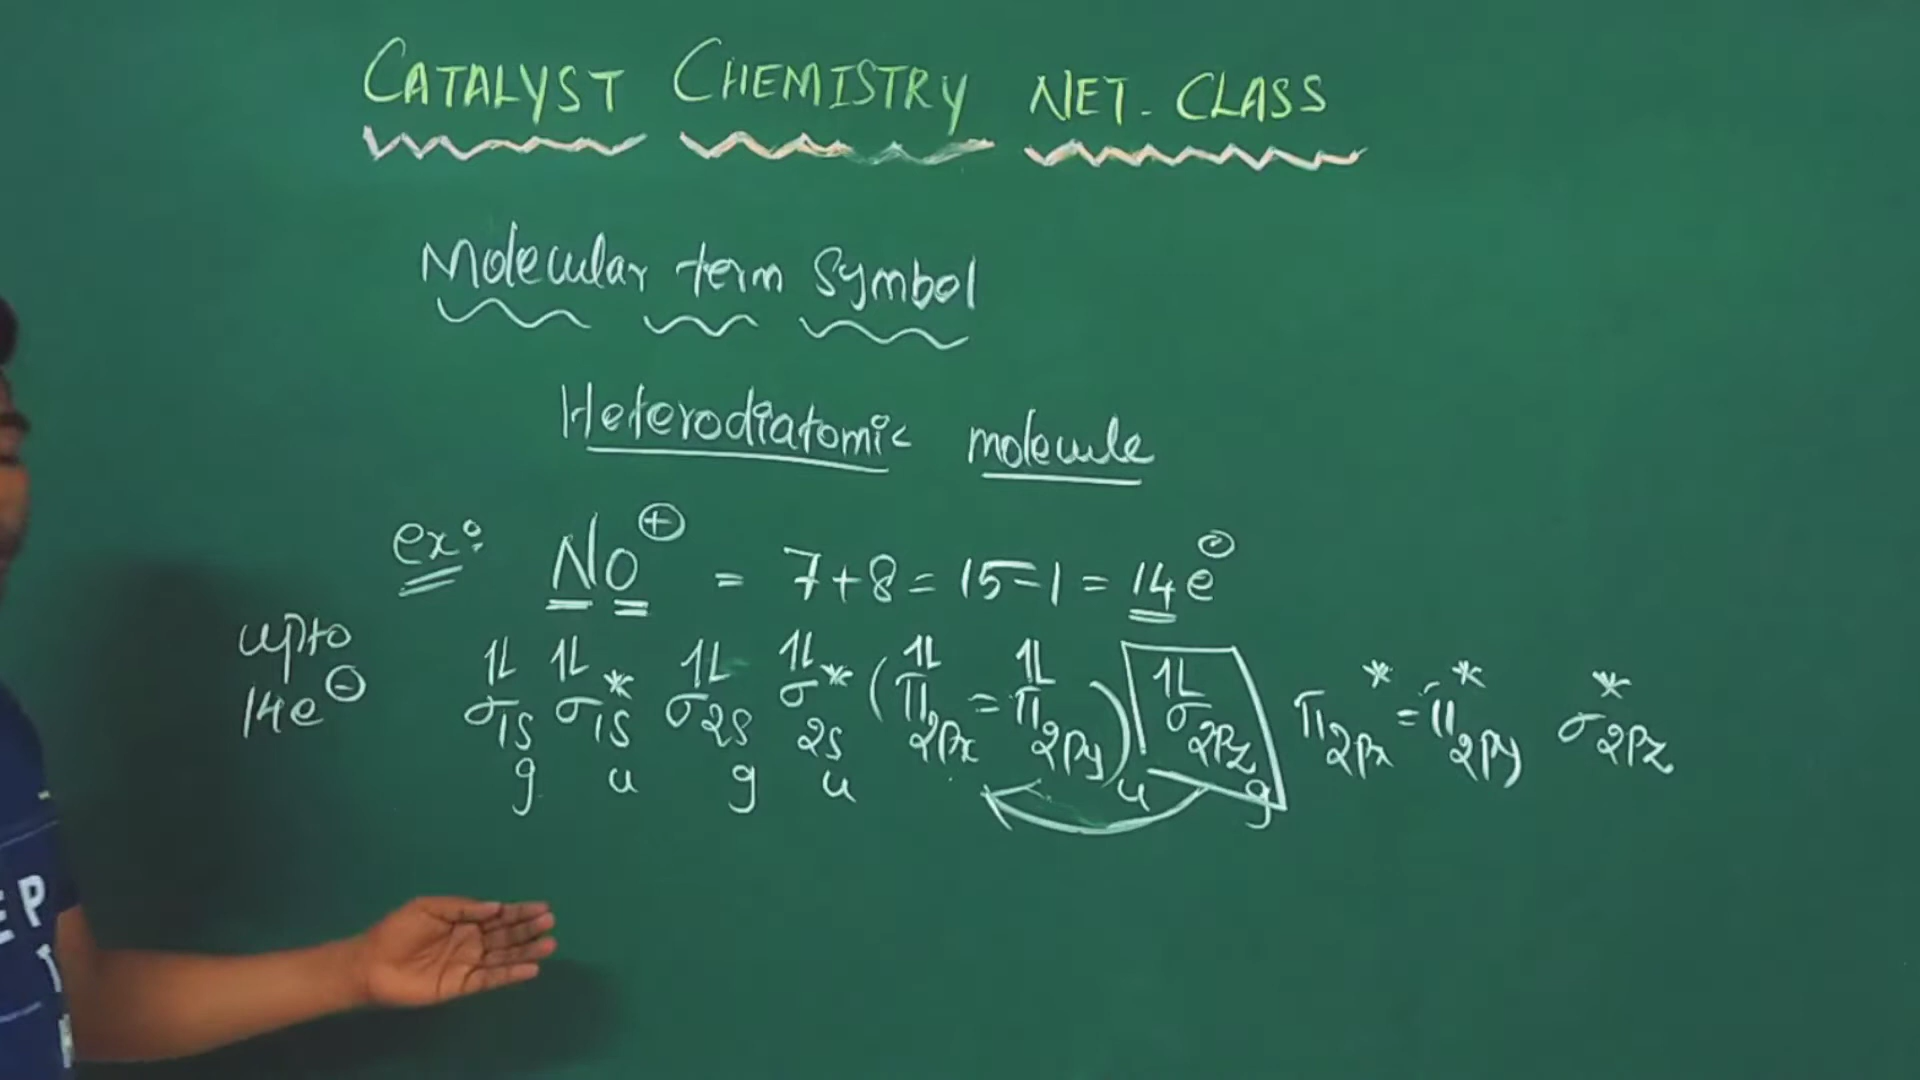 CATALYST CHEMISTRY NET-CLASS
Molecular term Symbol
Heterodiatomic molecule
ex: NO⊕ = 7+8 = 15-1 = 14 e⊖
upto 14e⊖
σ1s σ*1s σ2s σ*2s (π2px = π2py) σ2pz π*2px = π*2py σ*2pz
g u g u u g
EP